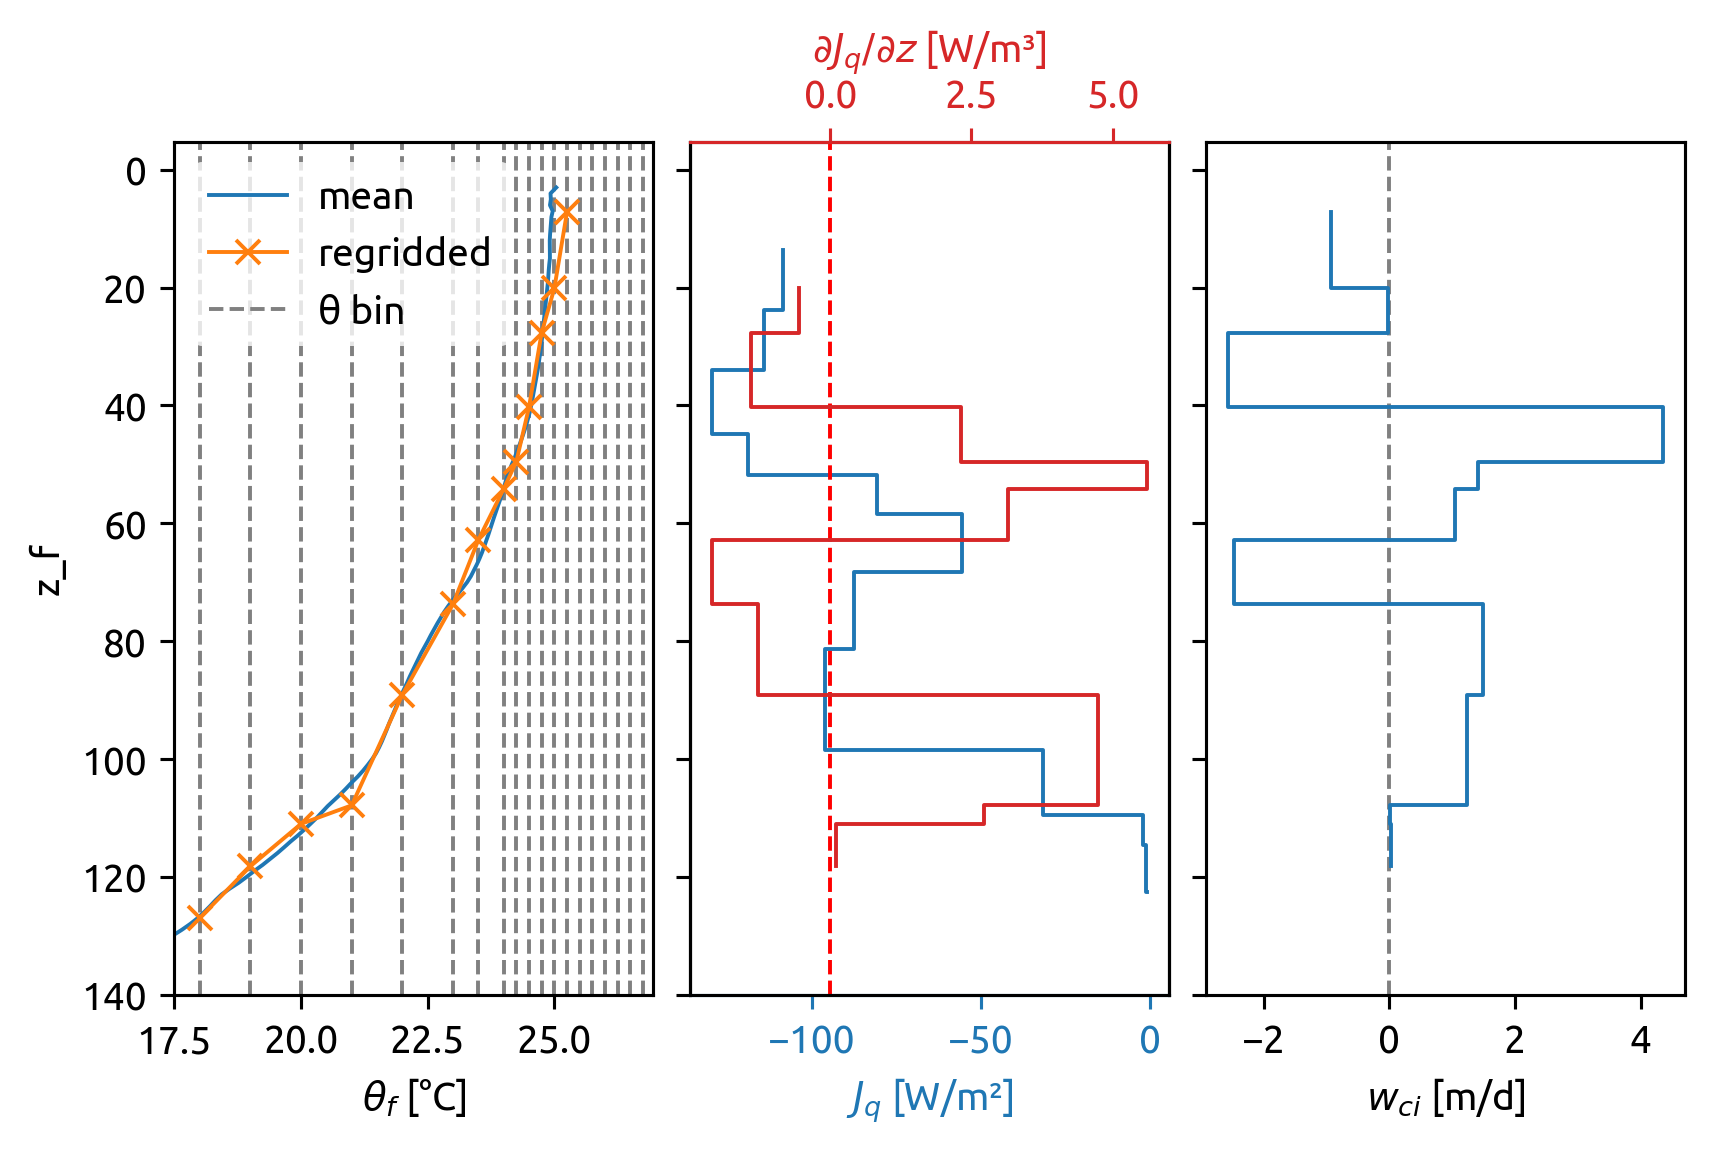 ∂J_q/∂z [W/m³]
0.0 2.5 5.0
0
20
40
60
80
100
120
140
z_f
mean
regridded
θ bin
17.5 20.0 22.5 25.0
θ_f [°C]
−100 −50 0
J_q [W/m²]
−2 0 2 4
w_ci [m/d]